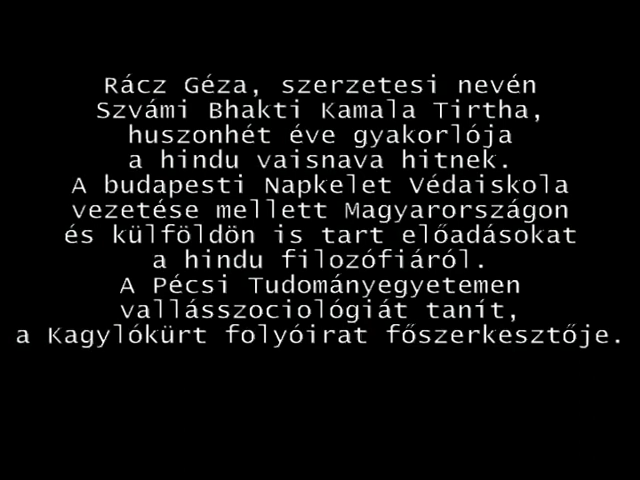 Rácz Géza, szerzetesi nevén
Szvámi Bhakti Kamala Tirtha,
huszonhét éve gyakorlója
a hindu vaisnava hitnek.
A budapesti Napkelet Védaiskola
vezetése mellett Magyarországon
és külföldön is tart előadásokat
a hindu filozófiáról.
A Pécsi Tudományegyetemen
vallásszociológiát tanít,
a Kagylókürt folyóirat főszerkesztője.